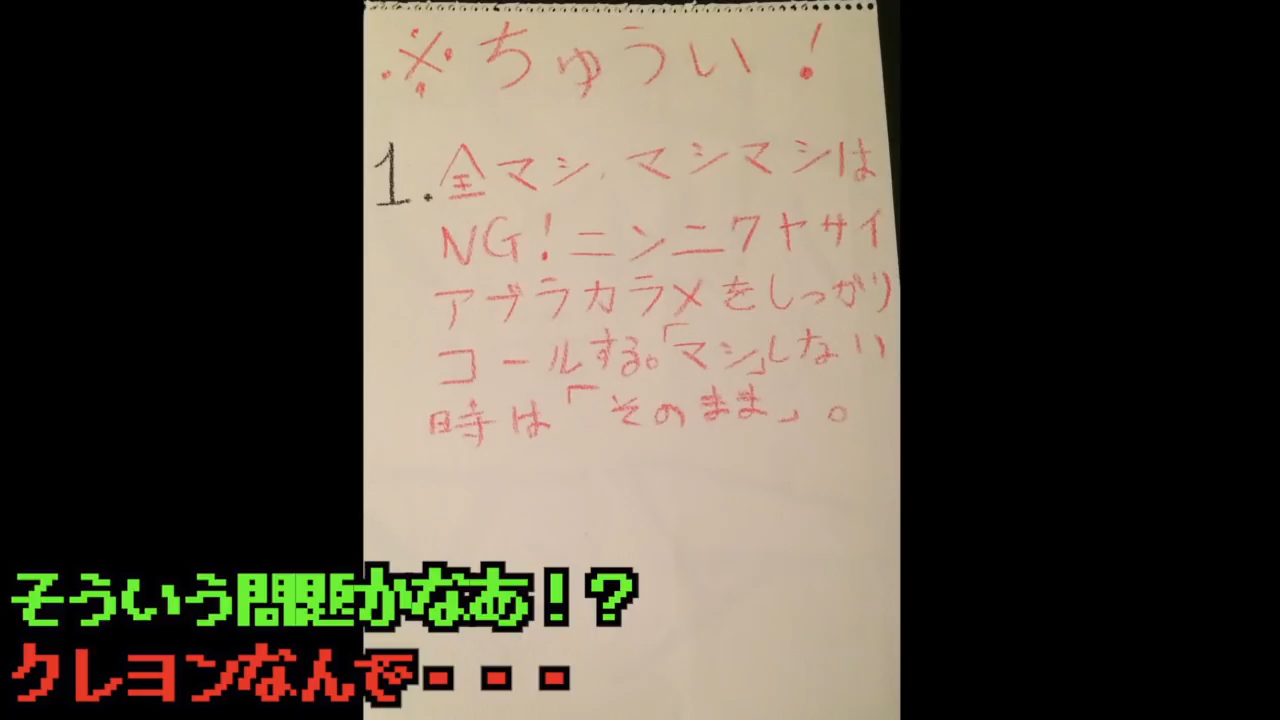 ※ちゅうい！
1.全マシ、マシマシは
NG！ニンニクヤサイ
アブラカラメをしっかり
コールする。「マシ」しない
時は「そのまま」。
そういう問題かなあ！？
クレヨンなんで・・・